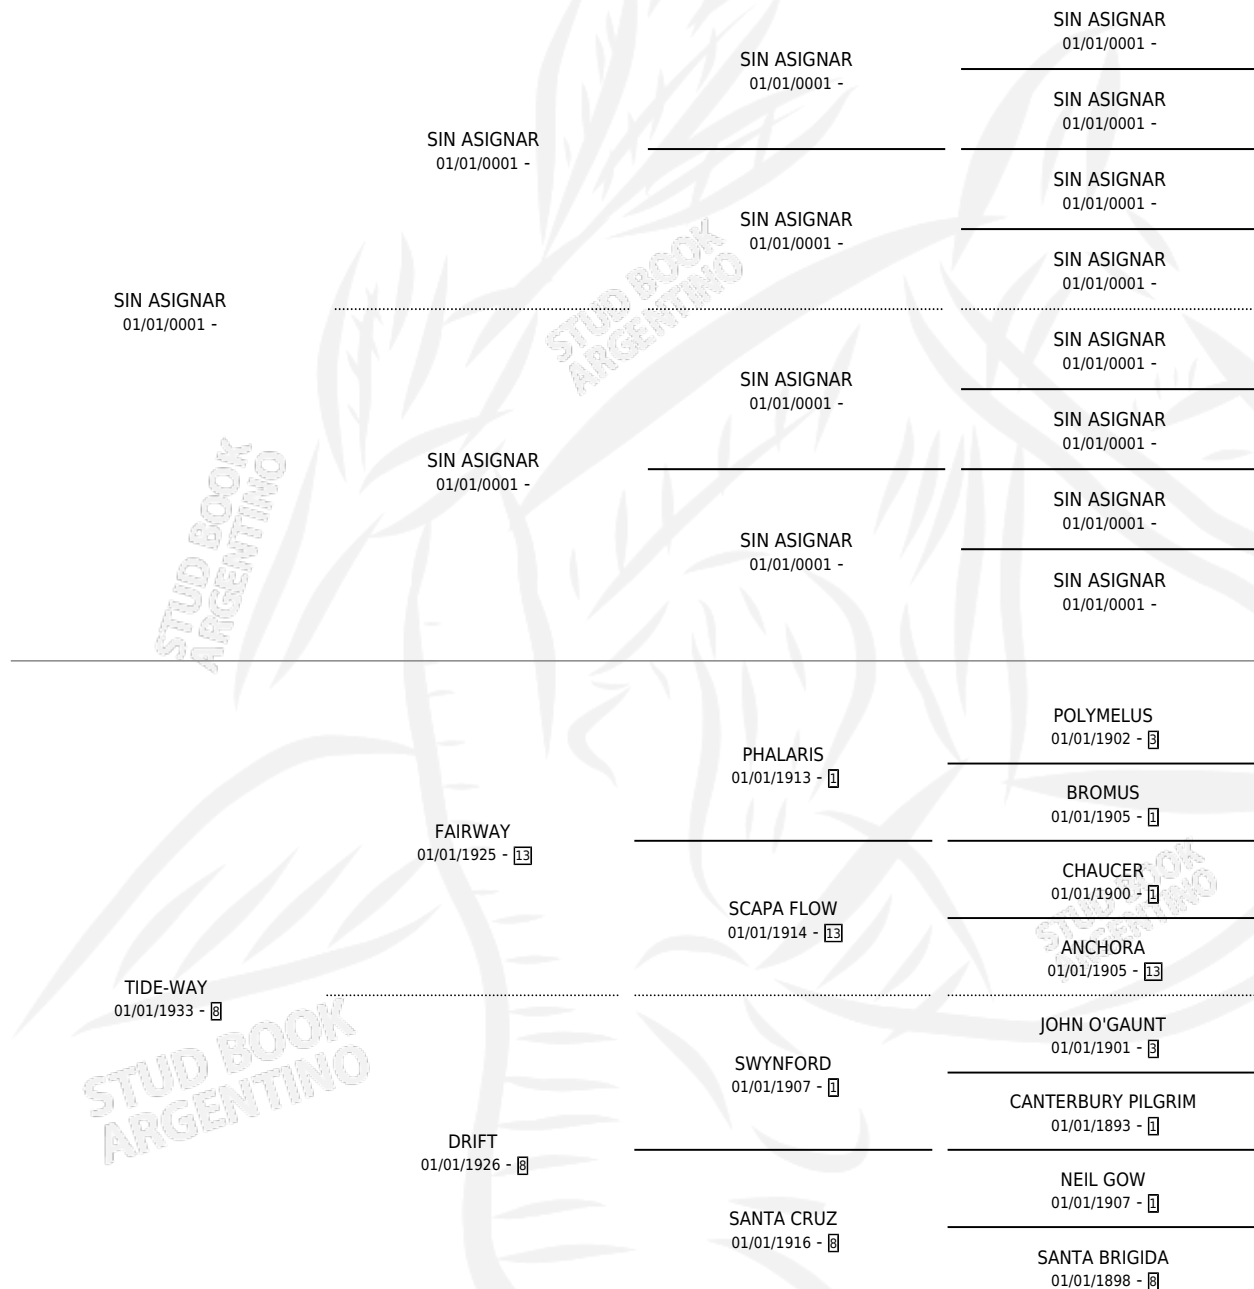 SIN ASIGNAR
01/01/0001 -
SIN ASIGNAR
01/01/0001 -
SIN ASIGNAR
01/01/0001 -
SIN ASIGNAR
01/01/0001 -
SIN ASIGNAR
01/01/0001 -
SIN ASIGNAR
01/01/0001 -
SIN ASIGNAR
01/01/0001 -
SIN ASIGNAR
01/01/0001 -
SIN ASIGNAR
01/01/0001 -
SIN ASIGNAR
01/01/0001 -
SIN ASIGNAR
01/01/0001 -
SIN ASIGNAR
01/01/0001 -
SIN ASIGNAR
01/01/0001 -
SIN ASIGNAR
01/01/0001 -
SIN ASIGNAR
01/01/0001 -
STUD BOOK
ARGENTINO
STUD BOOK
ARGENTINO
POLYMELUS
01/01/1902 - 3
PHALARIS
01/01/1913 - 1
BROMUS
01/01/1905 - 1
FAIRWAY
01/01/1925 - 13
CHAUCER
01/01/1900 - 1
SCAPA FLOW
01/01/1914 - 13
ANCHORA
01/01/1905 - 13
TIDE-WAY
01/01/1933 - 8
JOHN O'GAUNT
01/01/1901 - 3
SWYNFORD
01/01/1907 - 1
CANTERBURY PILGRIM
01/01/1893 - 1
DRIFT
01/01/1926 - 8
NEIL GOW
01/01/1907 - 1
SANTA CRUZ
01/01/1916 - 8
SANTA BRIGIDA
01/01/1898 - 8
STUD BOOK
ARGENTINO
STUD BOOK
ARGENTINO